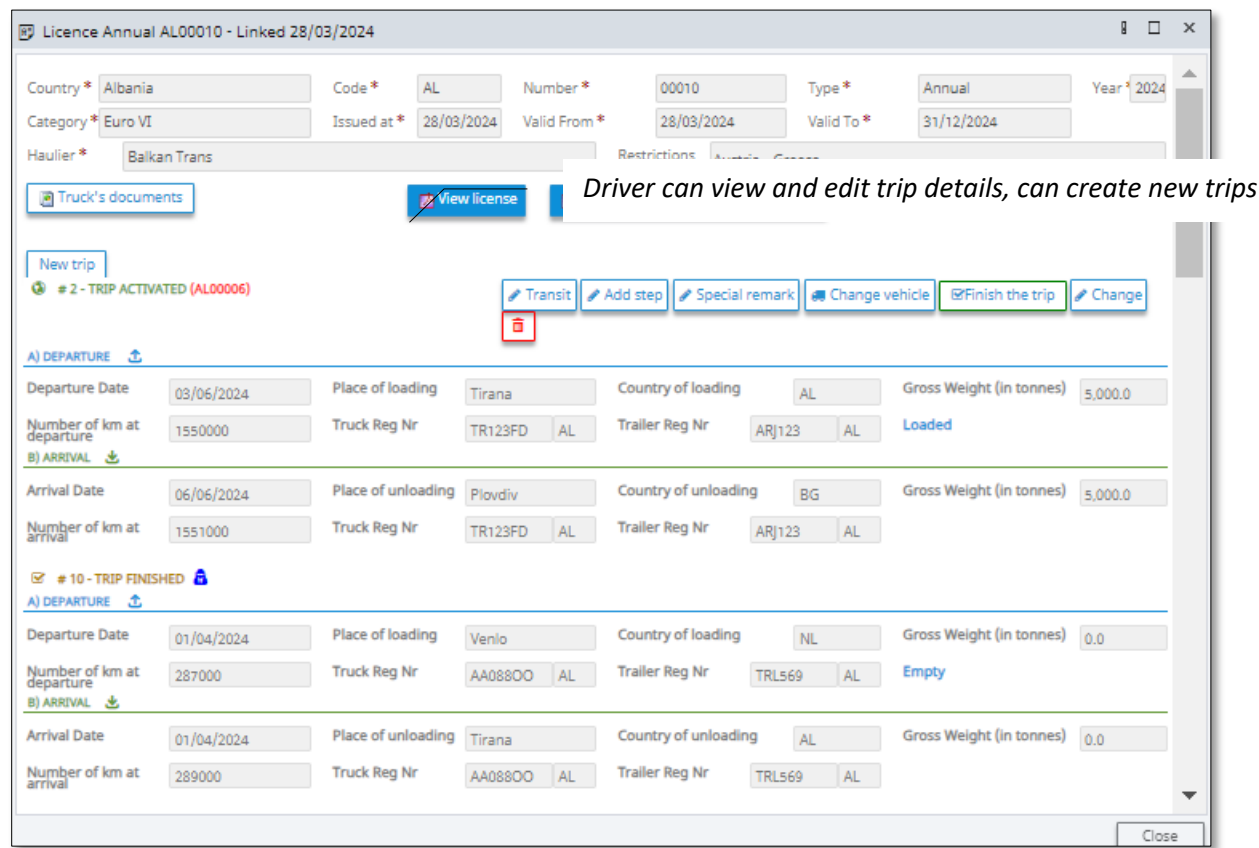 Licence Annual AL00010 - Linked 28/03/2024
Country * Albania Code * AL Number * 00010 Type * Annual Year * 2024
Category * Euro VI Issued at * 28/03/2024 Valid From * 28/03/2024 Valid To * 31/12/2024
Haulier * Balkan Trans Restrictions
Driver can view and edit trip details, can create new trips
Truck's documents View license
New trip
# 2 - TRIP ACTIVATED (AL00006)
Transit Add step Special remark Change vehicle Finish the trip Change
A) DEPARTURE
Departure Date 03/06/2024 Place of loading Tirana Country of loading AL Gross Weight (in tonnes) 5,000.0
Number of km at departure 1550000 Truck Reg Nr TR123FD AL Trailer Reg Nr ARJ123 AL Loaded
B) ARRIVAL
Arrival Date 06/06/2024 Place of unloading Plovdiv Country of unloading BG Gross Weight (in tonnes) 5,000.0
Number of km at arrival 1551000 Truck Reg Nr TR123FD AL Trailer Reg Nr ARJ123 AL
# 10 - TRIP FINISHED
A) DEPARTURE
Departure Date 01/04/2024 Place of loading Venlo Country of loading NL Gross Weight (in tonnes) 0.0
Number of km at departure 287000 Truck Reg Nr AA088OO AL Trailer Reg Nr TRL569 AL Empty
B) ARRIVAL
Arrival Date 01/04/2024 Place of unloading Tirana Country of unloading AL Gross Weight (in tonnes) 0.0
Number of km at arrival 289000 Truck Reg Nr AA088OO AL Trailer Reg Nr TRL569 AL
Close